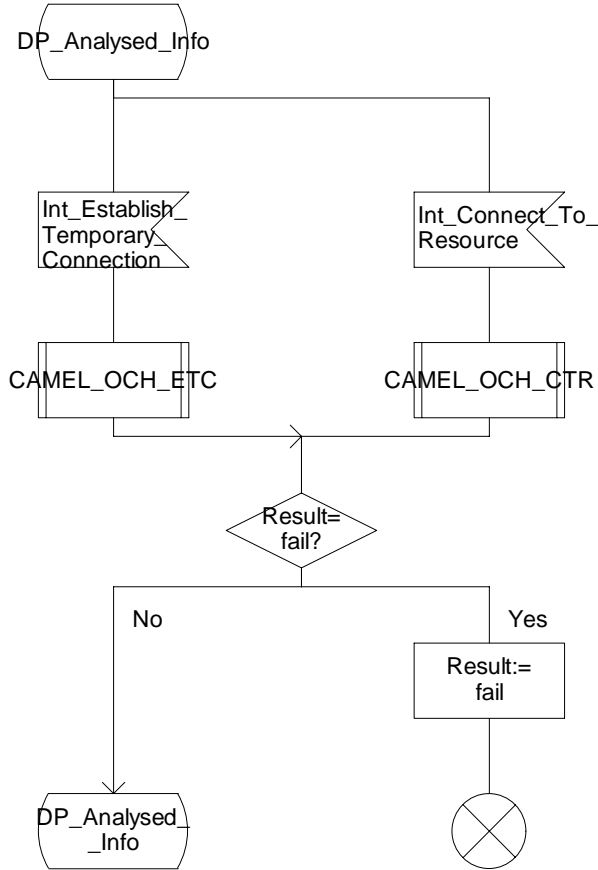 DP_Analysed_Info
Int_Establish_
Temporary_
Connection
Int_Connect_To_
Resource
CAMEL_OCH_ETC
CAMEL_OCH_CTR
Result=
fail?
No
Yes
Result:=
fail
DP_Analysed_
_Info